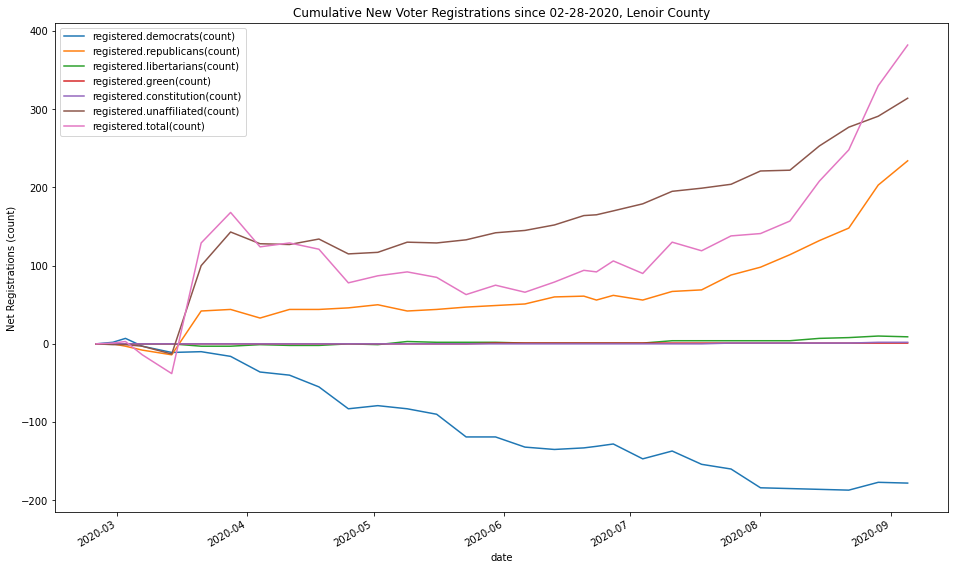 Cumulative New Voter Registrations since 02-28-2020, Lenoir County
registered.democrats(count)
registered.republicans(count)
registered.libertarians(count)
registered.green(count)
registered.constitution(count)
registered.unaffiliated(count)
registered.total(count)
Net Registrations (count)
400
300
200
100
0
−100
−200
2020-03
2020-04
2020-05
2020-06
2020-07
2020-08
2020-09
date